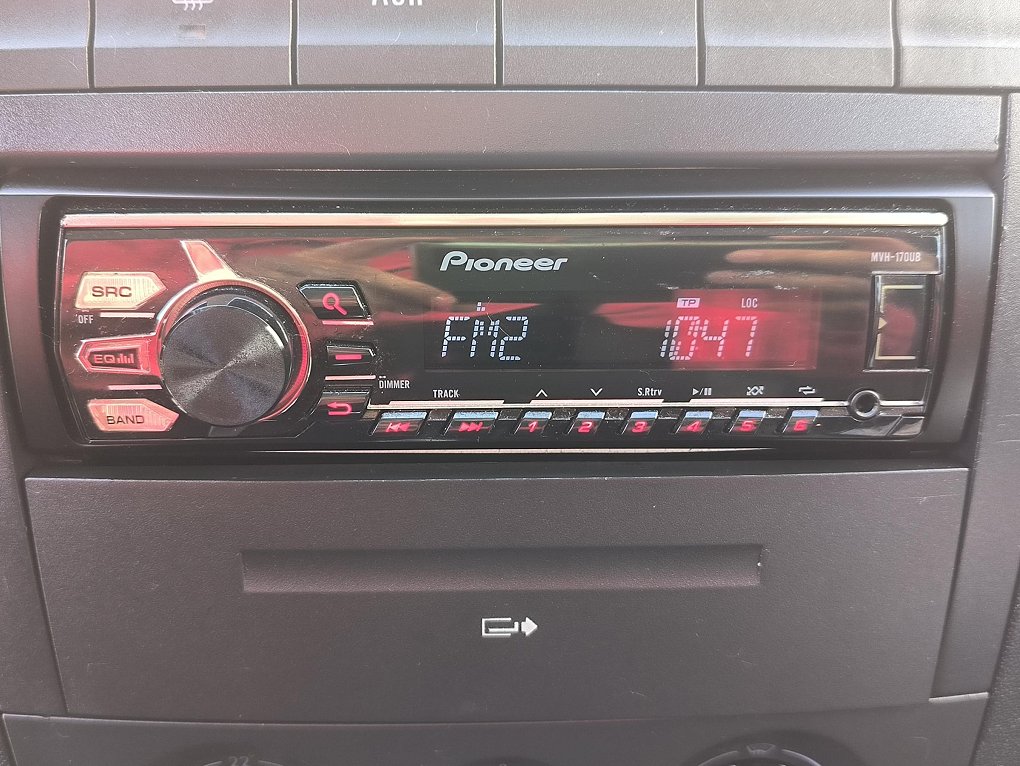 Pioneer
MVH-170UB
SRC
OFF
EQ
BAND
DIMMER
FM2
TP
LOC
1047
TRACK
S.Rtrv
1 2 3 4 5 6